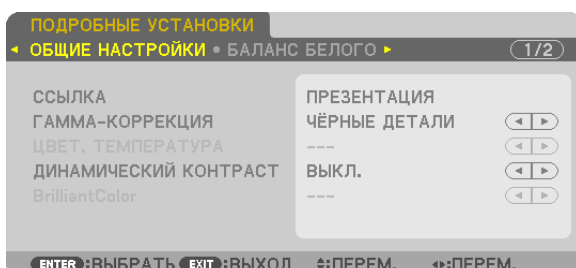 ПОДРОБНЫЕ УСТАНОВКИ
ОБЩИЕ НАСТРОЙКИ • БАЛАНС БЕЛОГО 1/2
ССЫЛКА ПРЕЗЕНТАЦИЯ
ГАММА-КОРРЕКЦИЯ ЧЁРНЫЕ ДЕТАЛИ
ЦВЕТ. ТЕМПЕРАТУРА ---
ДИНАМИЧЕСКИЙ КОНТРАСТ ВЫКЛ.
BrilliantColor ---
ENTER :ВЫБРАТЬ EXIT :ВЫХОД :ПЕРЕМ. :ПЕРЕМ.